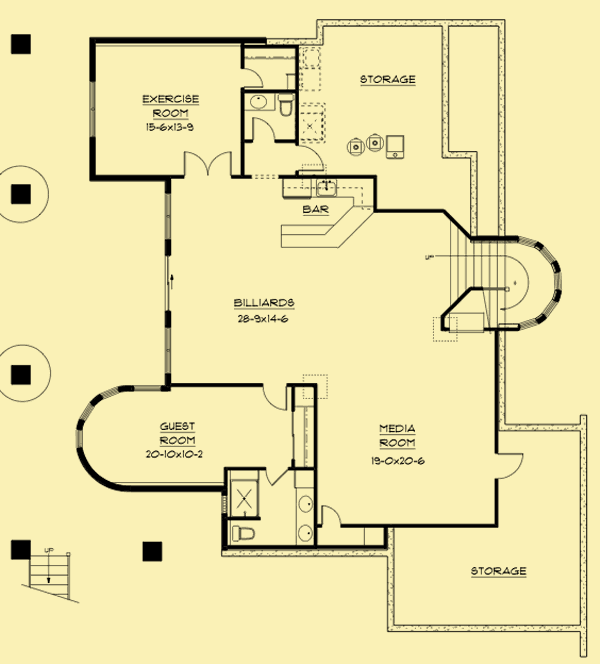 STORAGE
EXERCISE
ROOM
15-6x13-9
BAR
UP
BILLIARDS
28-9x14-6
GUEST
ROOM
20-10x10-2
MEDIA
ROOM
19-0x20-6
UP
STORAGE